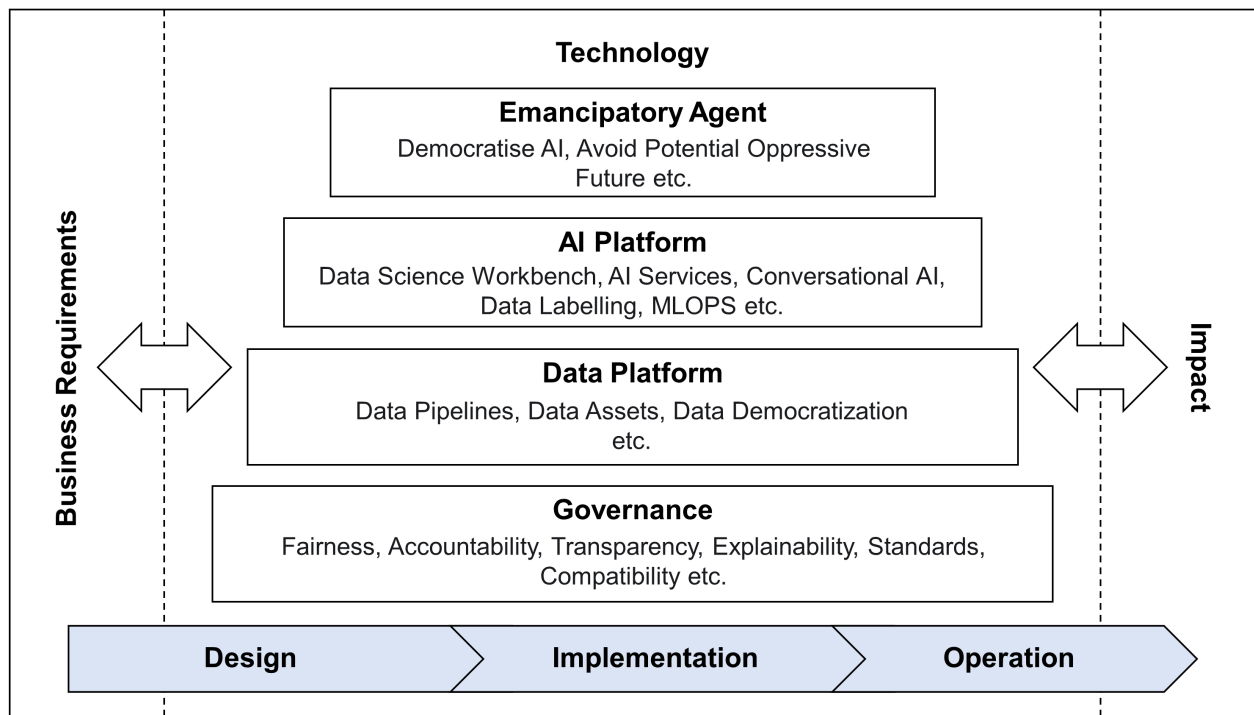 Technology
Emancipatory Agent
Democratise AI, Avoid Potential Oppressive
Future etc.
AI Platform
Data Science Workbench, AI Services, Conversational AI,
Data Labelling, MLOPS etc.
Business Requirements
Data Platform
Data Pipelines, Data Assets, Data Democratization
etc.
Impact
Governance
Fairness, Accountability, Transparency, Explainability, Standards,
Compatibility etc.
Design
Implementation
Operation